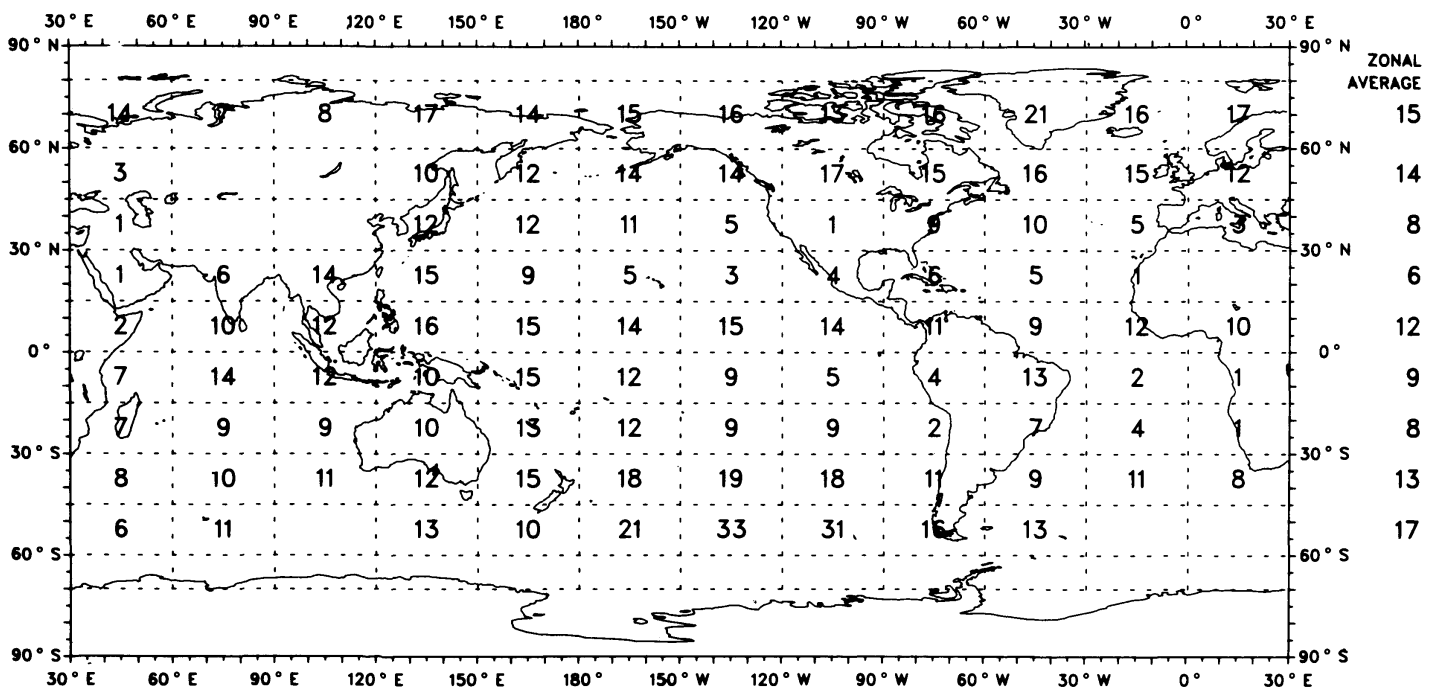 30° E 60° E 90° E 120° E 150° E 180° 150° W 120° W 90° W 60° W 30° W 0° 30° E
90° N 90° N
ZONAL
AVERAGE
14 8 17 14 15 16 16 21 16 17 15
60° N 60° N
3 10 12 14 14 17 15 16 15 12 14
1 12 12 11 5 1 10 5 8
30° N 30° N
1 6 14 15 9 5 3 4 6 5 1 6
2 10 12 16 15 14 15 14 11 9 12 10 12
0° 0°
7 14 12 10 15 12 9 5 4 13 2 1 9
7 9 9 10 13 12 9 9 2 7 4 1 8
30° S 30° S
8 10 11 12 15 18 19 18 11 9 11 8 13
6 11 13 10 21 33 31 16 13 17
60° S 60° S
90° S 90° S
30° E 60° E 90° E 120° E 150° E 180° 150° W 120° W 90° W 60° W 30° W 0° 30° E